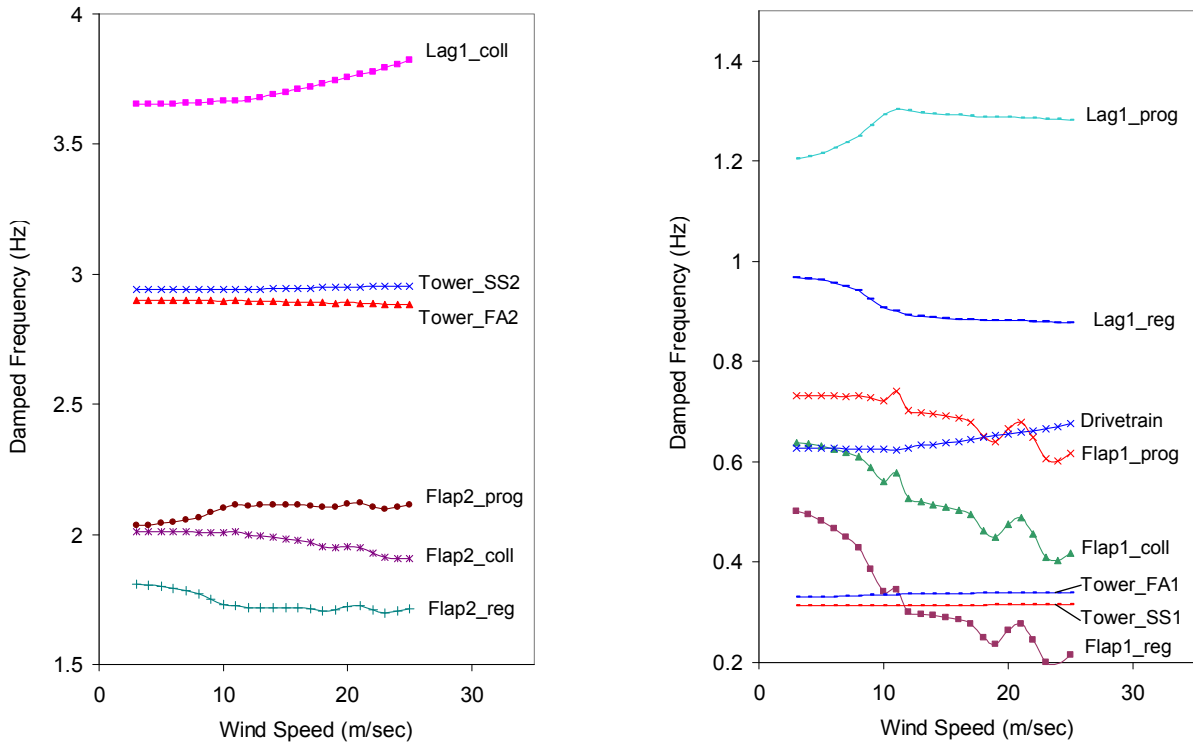 4
3.5
3
2.5
2
1.5
0
10
20
30
Damped Frequency (Hz)
Wind Speed (m/sec)
Lag1_coll
Tower_SS2
Tower_FA2
Flap2_prog
Flap2_coll
Flap2_reg
1.4
1.2
1
0.8
0.6
0.4
0.2
0
10
20
30
Damped Frequency (Hz)
Wind Speed (m/sec)
Lag1_prog
Lag1_reg
Drivetrain
Flap1_prog
Flap1_coll
Tower_FA1
Tower_SS1
Flap1_reg